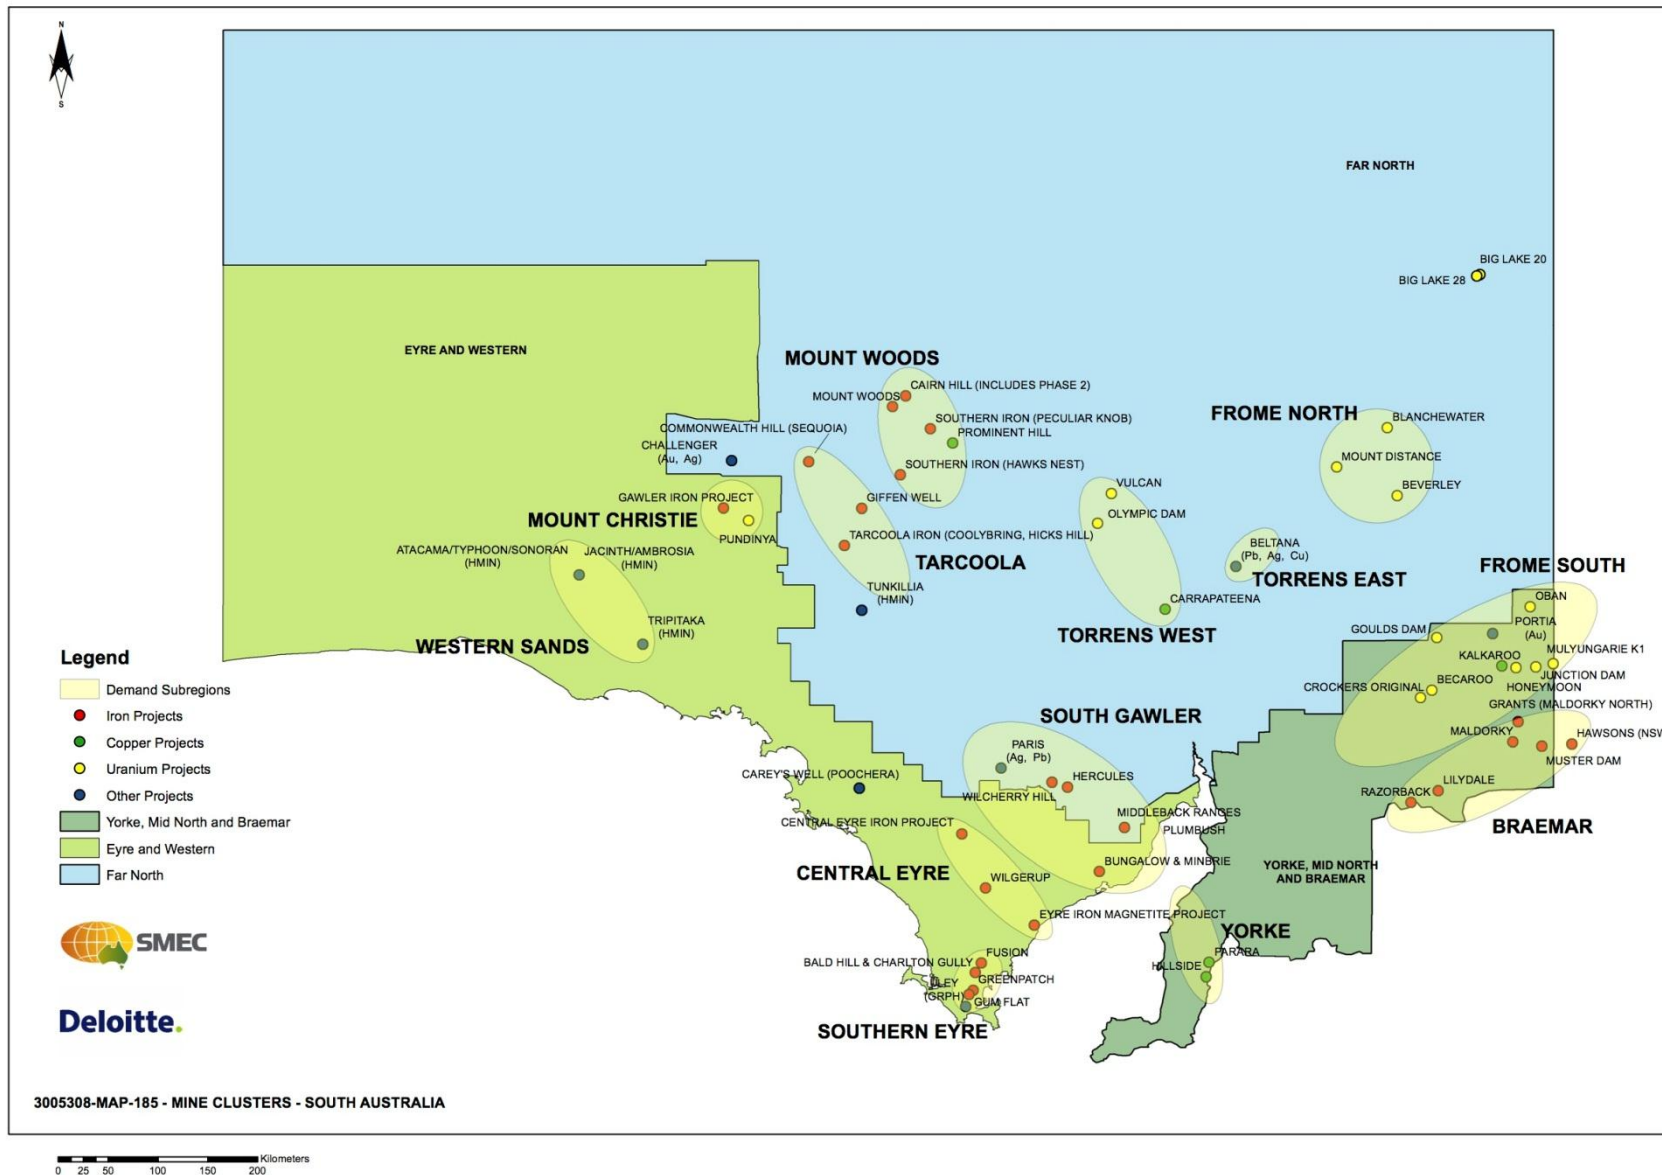 N
S
FAR NORTH
BIG LAKE 20
BIG LAKE 28
EYRE AND WESTERN
MOUNT WOODS
CAIRN HILL (INCLUDES PHASE 2)
MOUNT WOODS
SOUTHERN IRON (PECULIAR KNOB)
PROMINENT HILL
COMMONWEALTH HILL (SEQUOIA)
CHALLENGER
(Au, Ag)
SOUTHERN IRON (HAWKS NEST)
FROME NORTH
BLANCHEWATER
MOUNT DISTANCE
BEVERLEY
GAWLER IRON PROJECT
MOUNT CHRISTIE
PUNDINYA
GIFFEN WELL
TARCOOLA IRON (COOLYBRING, HICKS HILL)
TARCOOLA
VULCAN
OLYMPIC DAM
BELTANA
(Pb, Ag, Cu)
TORRENS EAST
FROME SOUTH
ATACAMA/TYPHOON/SONORAN
(HMIN)
JACINTH/AMBROSIA
(HMIN)
TUNKILLIA
(HMIN)
CARRAPATEENA
TORRENS WEST
TRIPITAKA
(HMIN)
WESTERN SANDS
OBAN
GOULDS DAM
PORTIA
(Au)
KALKAROO
MULYUNGARIE K1
JUNCTION DAM
BECAROO
CROCKERS ORIGINAL
HONEYMOON
GRANTS (MALDORKY NORTH)
MALDORKY
HAWSONS (NSW
MUSTER DAM
LILYDALE
RAZORBACK
BRAEMAR
SOUTH GAWLER
PARIS
(Ag, Pb)
HERCULES
WILCHERRY HILL
CAREY'S WELL (POOCHERA)
MIDDLEBACK RANGES
PLUMBUSH
CENTRAL EYRE IRON PROJECT
BUNGALOW & MINBRIE
CENTRAL EYRE
WILGERUP
YORKE, MID NORTH
AND BRAEMAR
EYRE IRON MAGNETITE PROJECT
YORKE
PARARA
HILLSIDE
FUSION
BALD HILL & CHARLTON GULLY
GREENPATCH
(GRPH)
GUM FLAT
SOUTHERN EYRE
Legend
Demand Subregions
Iron Projects
Copper Projects
Uranium Projects
Other Projects
Yorke, Mid North and Braemar
Eyre and Western
Far North
SMEC
Deloitte.
3005308-MAP-185 - MINE CLUSTERS - SOUTH AUSTRALIA
Kilometers
0 25 50 100 150 200